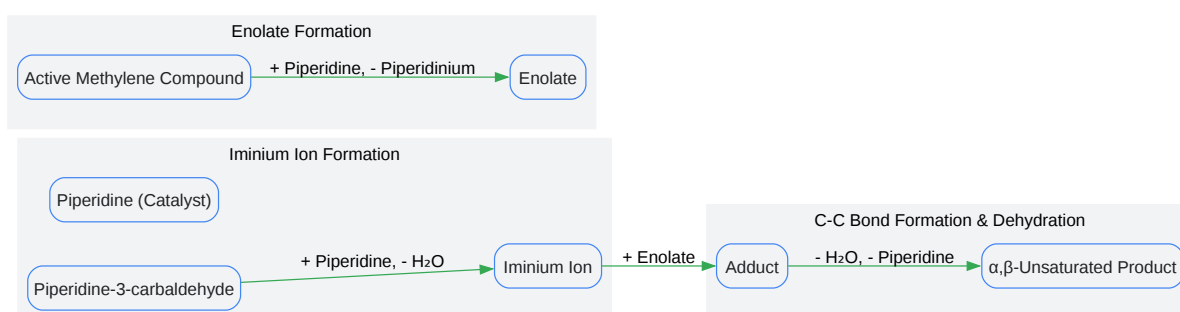 Enolate Formation
Active Methylene Compound
+ Piperidine, - Piperidinium
Enolate
Iminium Ion Formation
Piperidine (Catalyst)
Piperidine-3-carbaldehyde
+ Piperidine, - H₂O
Iminium Ion
+ Enolate
C-C Bond Formation & Dehydration
Adduct
- H₂O, - Piperidine
α,β-Unsaturated Product